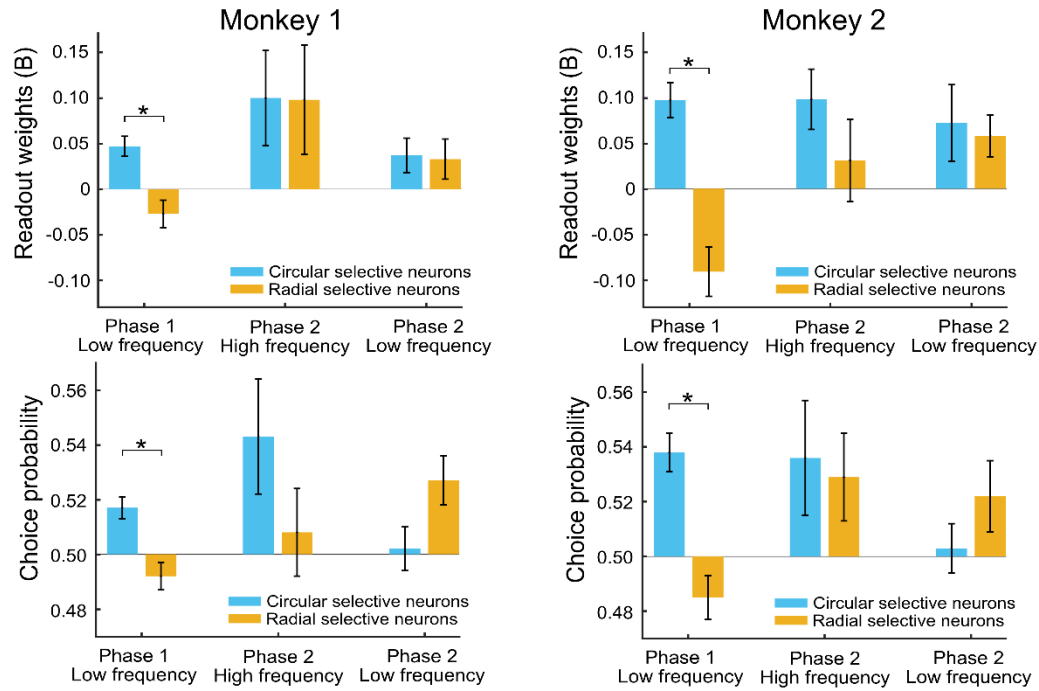 Monkey 1
Readout weights (B)
0.15
0.10
0.05
0
-0.05
-0.10
*
Circular selective neurons
Radial selective neurons
Phase 1
Low frequency
Phase 2
High frequency
Phase 2
Low frequency
Monkey 2
Readout weights (B)
0.15
0.10
0.05
0
-0.05
-0.10
*
Circular selective neurons
Radial selective neurons
Phase 1
Low frequency
Phase 2
High frequency
Phase 2
Low frequency
Choice probability
0.56
0.54
0.52
0.50
0.48
*
Circular selective neurons
Radial selective neurons
Phase 1
Low frequency
Phase 2
High frequency
Phase 2
Low frequency
Choice probability
0.56
0.54
0.52
0.50
0.48
*
Circular selective neurons
Radial selective neurons
Phase 1
Low frequency
Phase 2
High frequency
Phase 2
Low frequency